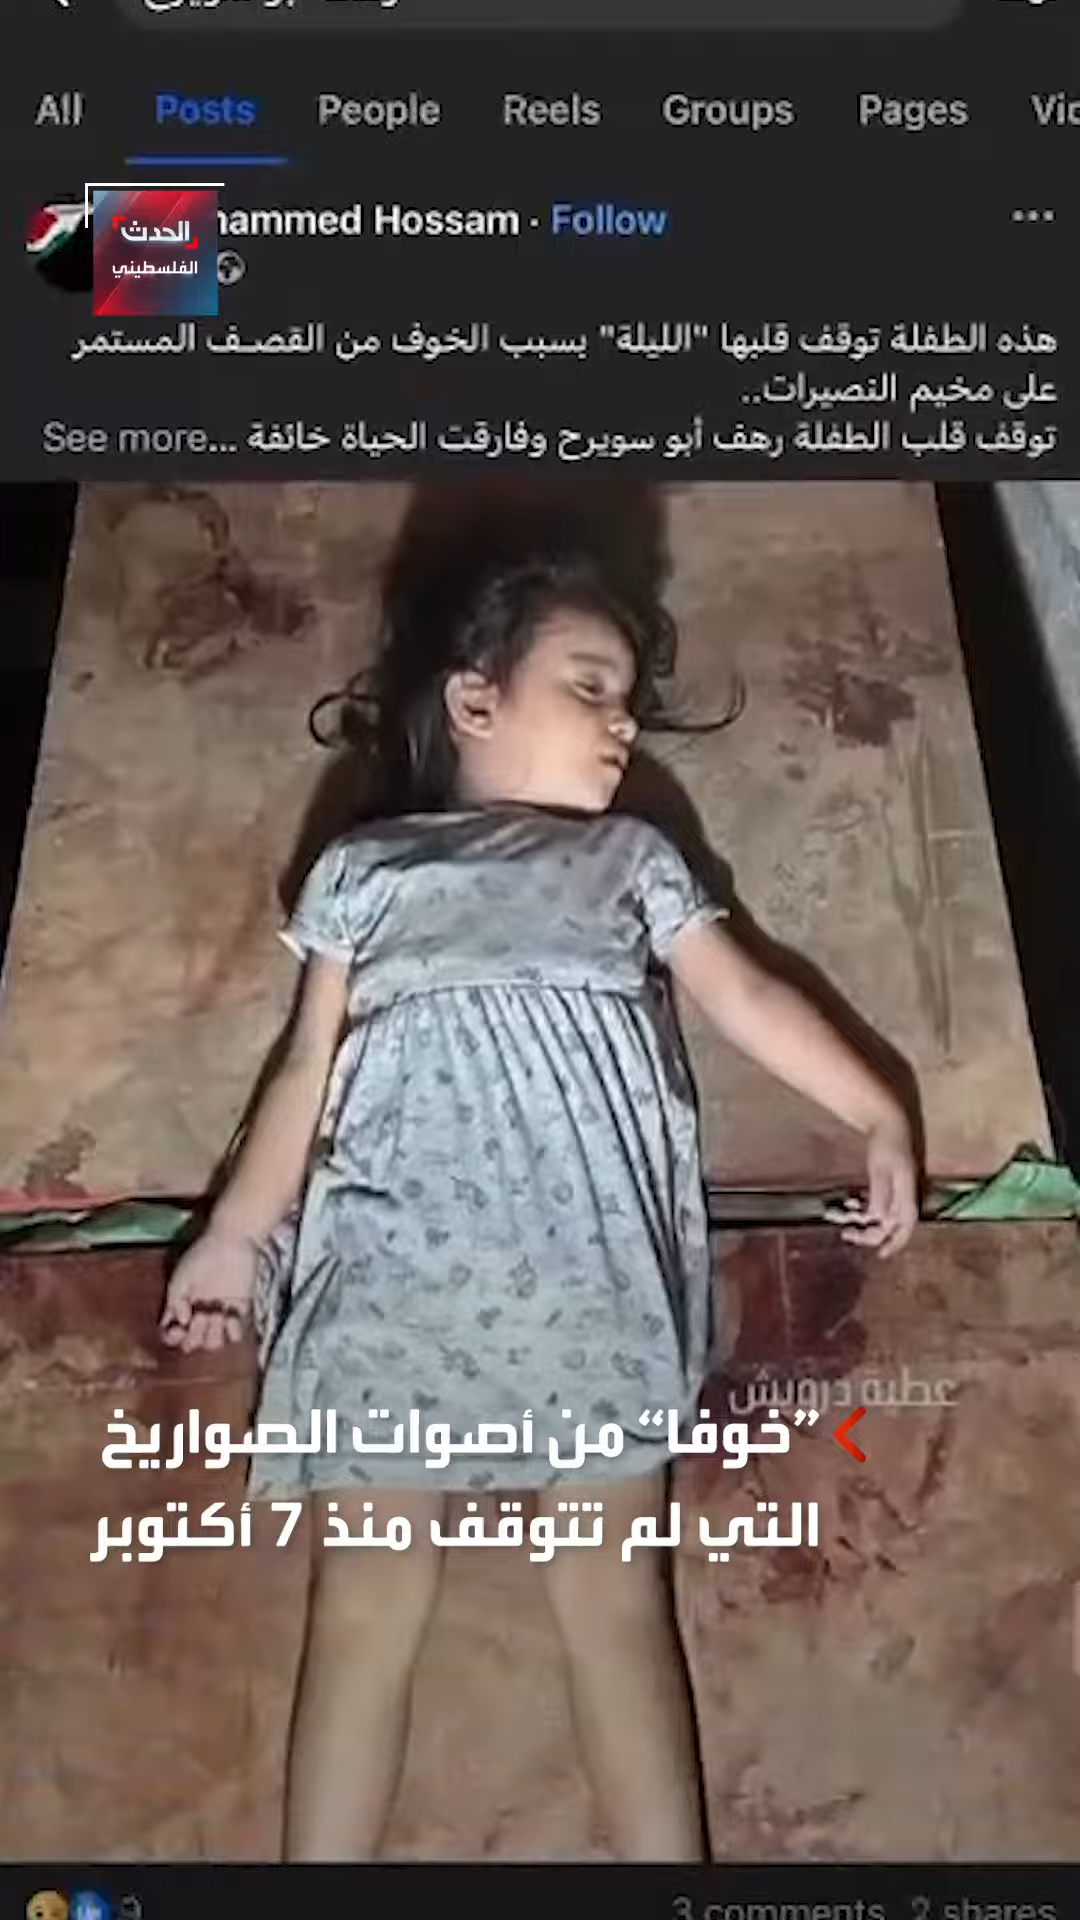 All Posts People Reels Groups Pages
hammed Hossam · Follow
الحدث
الفلسطيني
هذه الطفلة توقف قلبها "الليلة" بسبب الخوف من القصف المستمر
على مخيم النصيرات..
توقف قلب الطفلة رهف أبو سويرح وفارقت الحياة خائفة ...See more
عطية درويش
”خوفا“ من أصوات الصواريخ
التي لم تتوقف منذ 7 أكتوبر
3 comments 2 shares